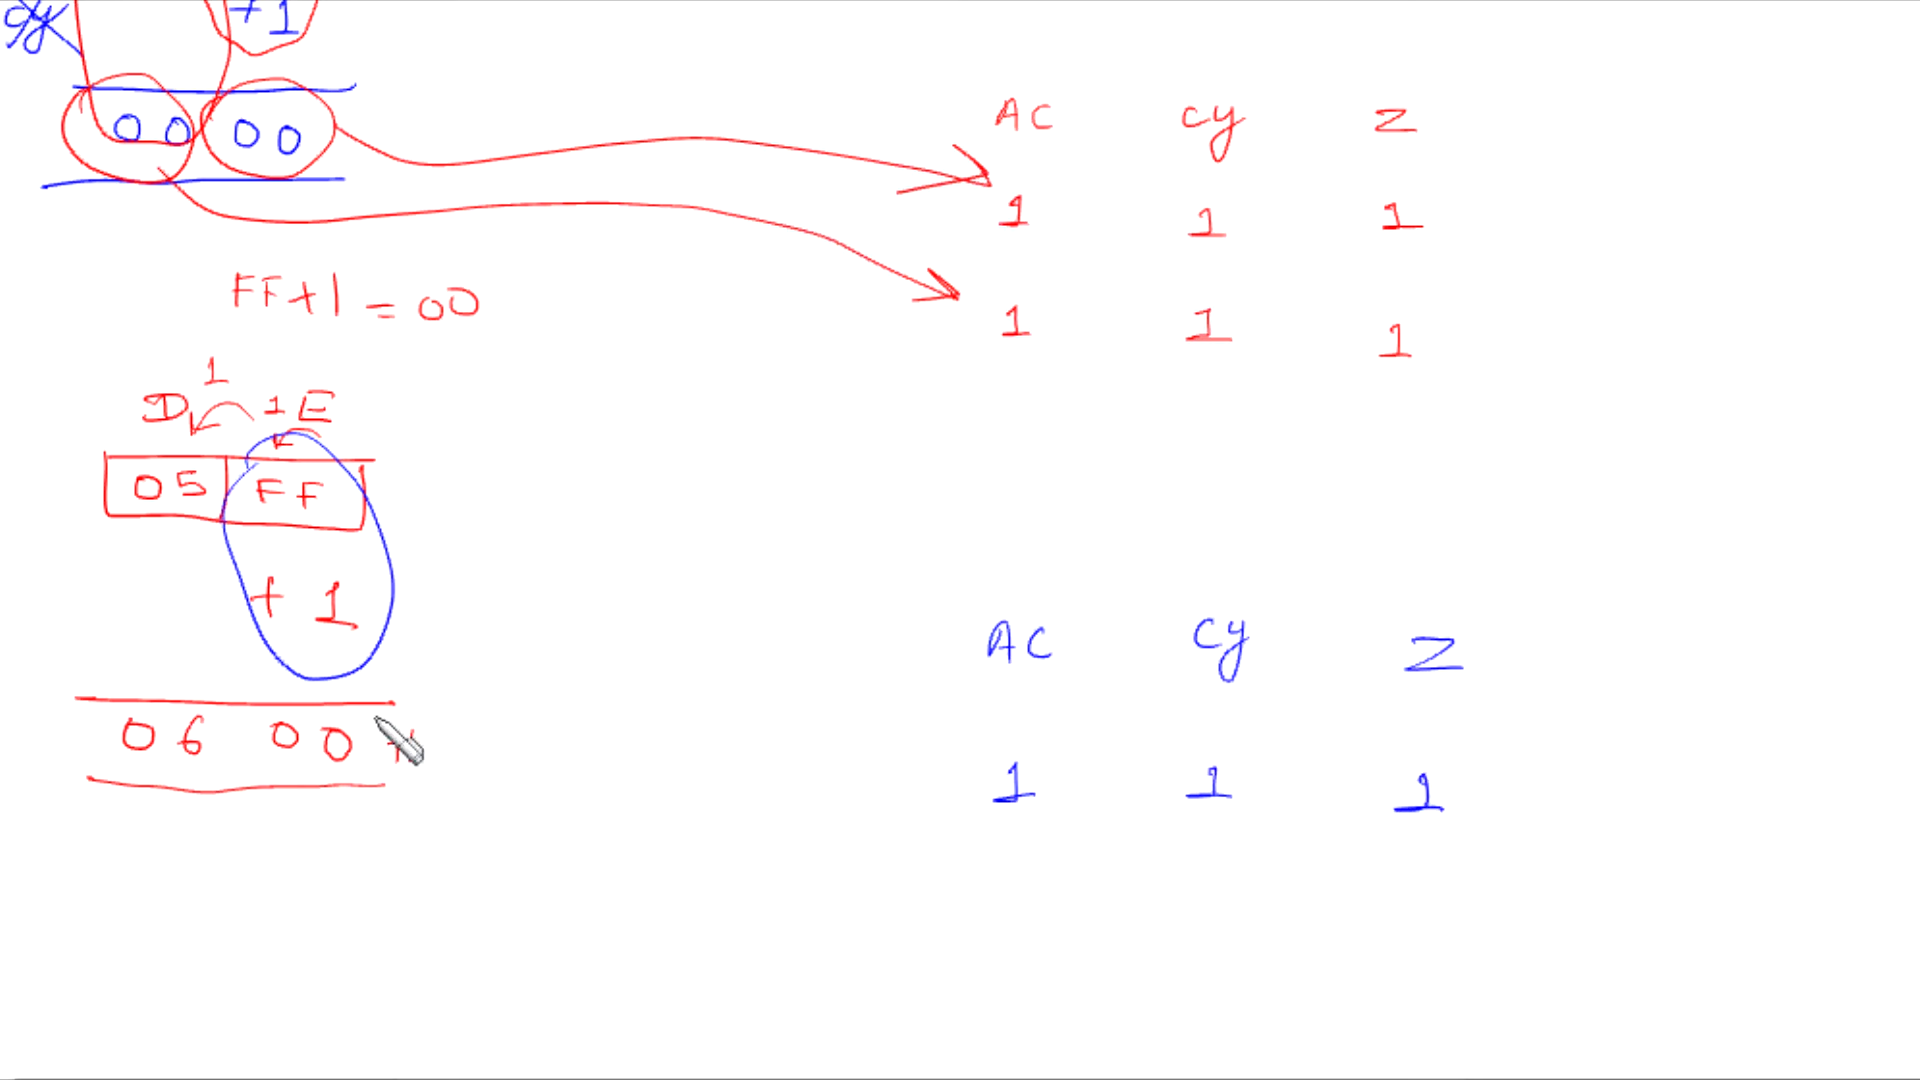 cy +1
00 00
AC CY Z
1 1 1
FF+1 = 00
1 1 1
1
D 1 E
05 FF
+ 1
AC CY Z
06 00 H
1 1 1